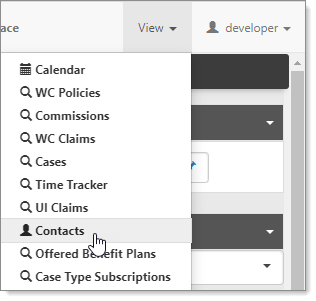 ace View developer
Calendar
WC Policies
Commissions
WC Claims
Cases
Time Tracker
UI Claims
Contacts
Offered Benefit Plans
Case Type Subscriptions